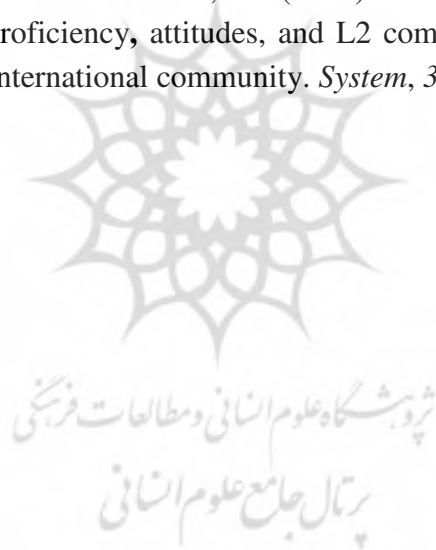 roficiency, attitudes, and L2 com
nternational community. System, 3
پژوهشگاه علوم انسانی و مطالعات فرهنگی
پرتال جامع علوم انسانی